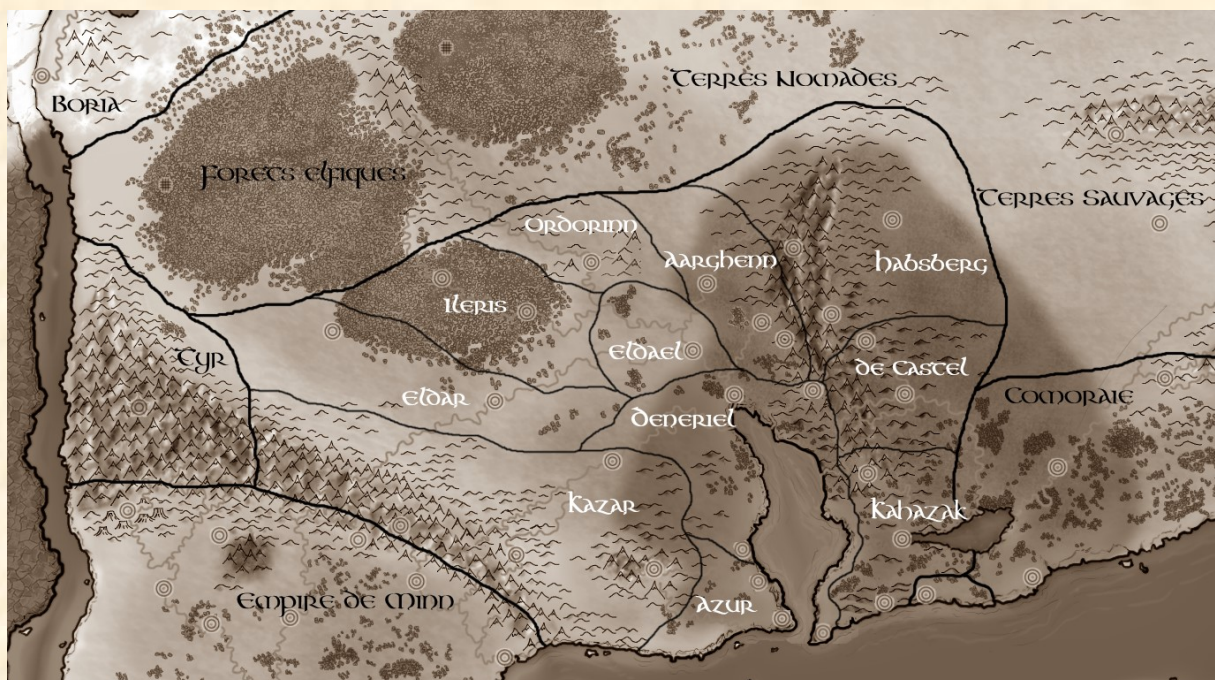 Terres Nomades
Boria
Forets elfiques
Terres Sauvages
Ordorinn
Aarghenn
Habsberg
Ileris
Eldael
Tyr
de Castel
Eldar
Comoraie
Deneriel
Kazar
Kahazak
Empire de Minn
Azur